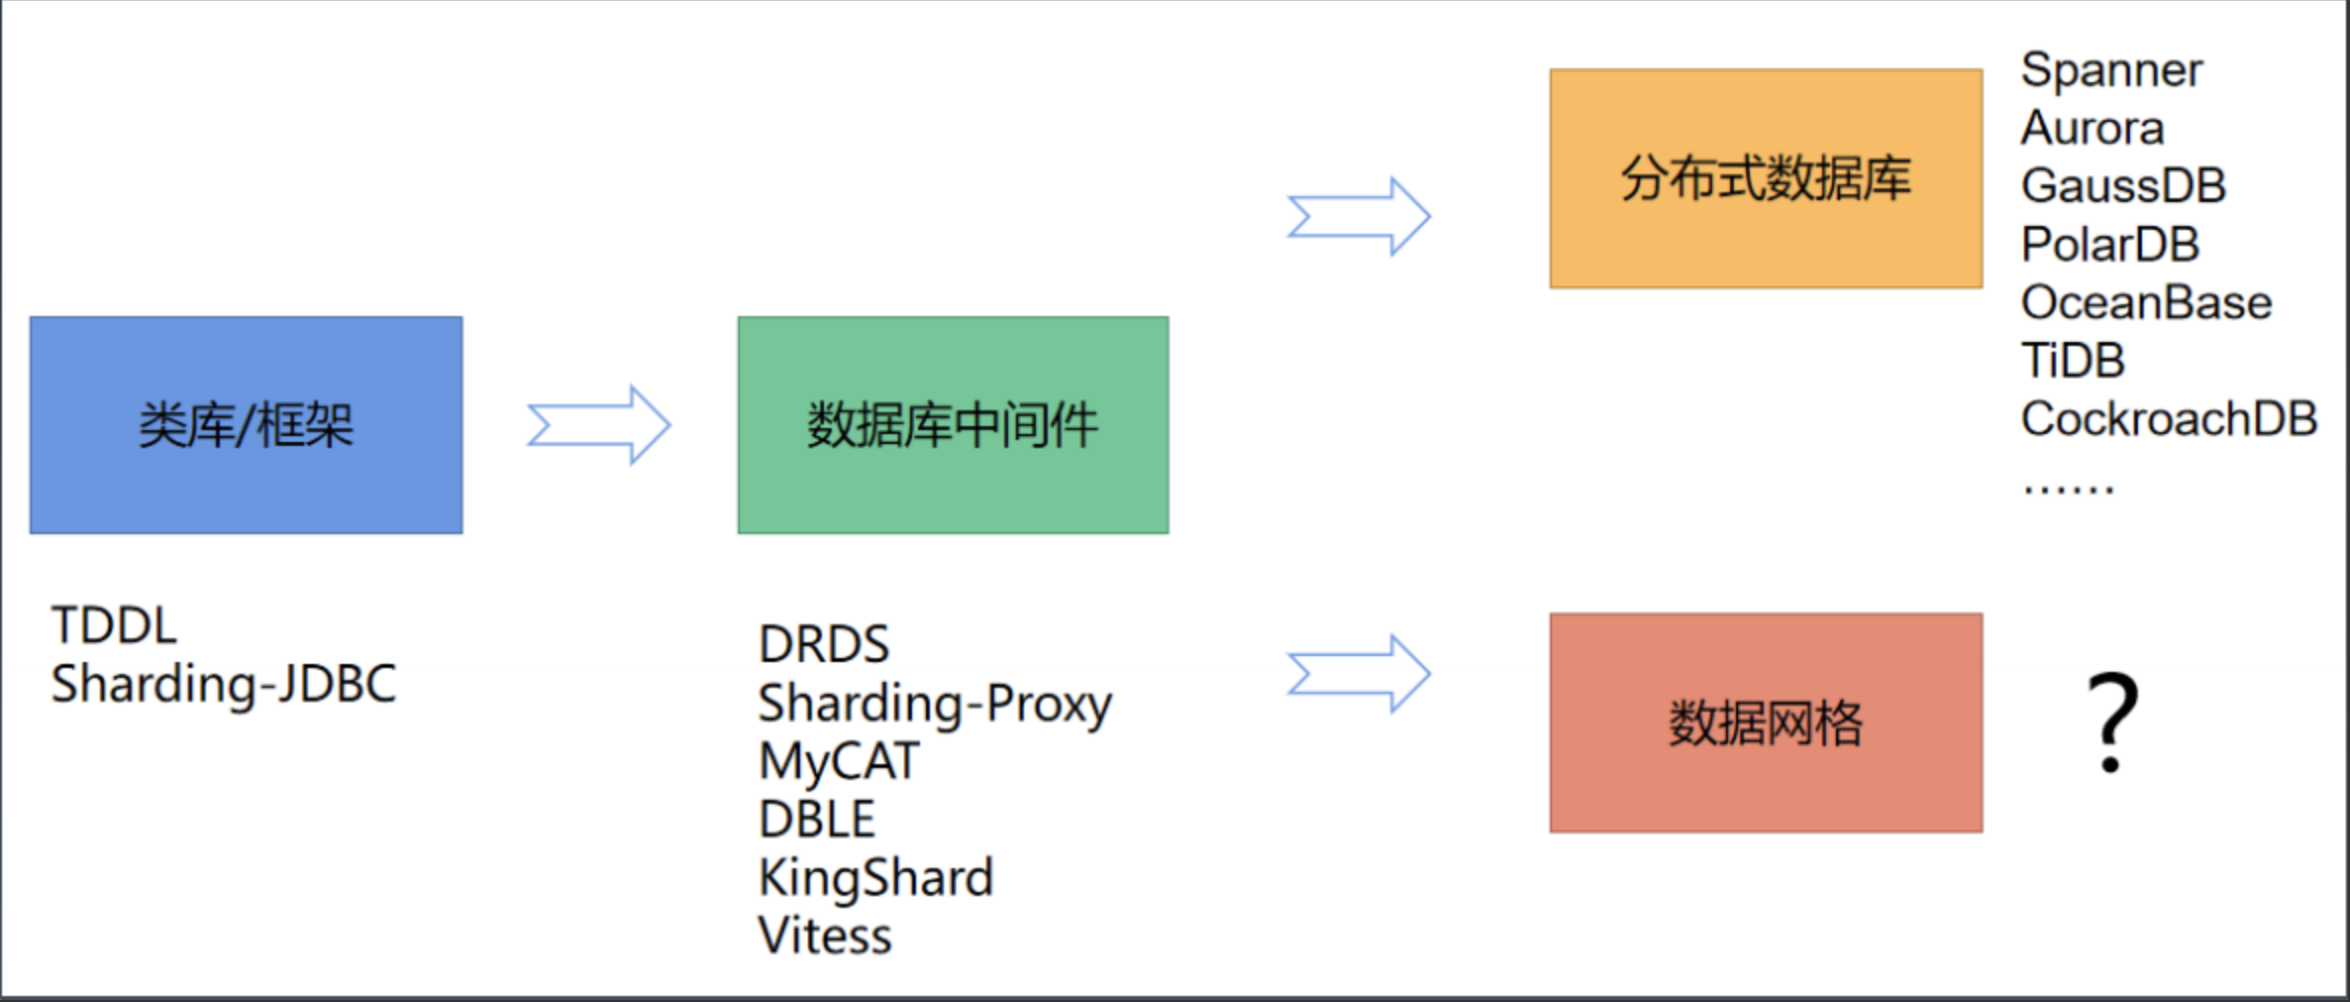 类库/框架
TDDL
Sharding-JDBC
数据库中间件
DRDS
Sharding-Proxy
MyCAT
DBLE
KingShard
Vitess
分布式数据库
Spanner
Aurora
GaussDB
PolarDB
OceanBase
TiDB
CockroachDB
......
数据网格
?